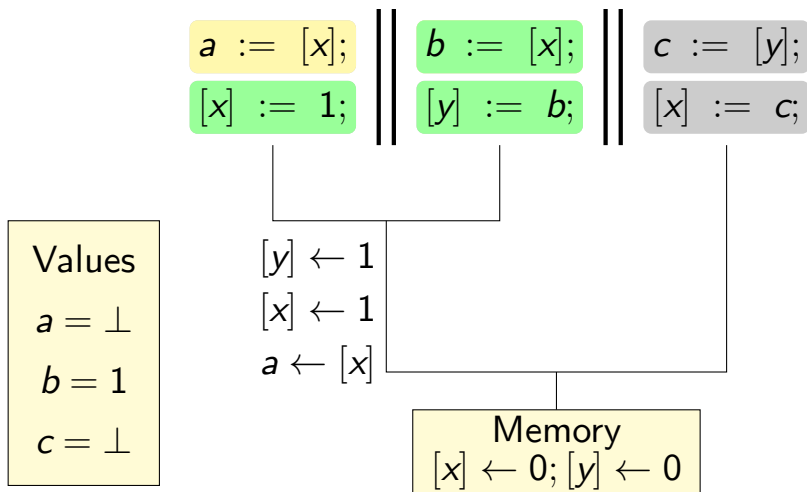 a := [x]; b := [x]; c := [y];
[x] := 1; [y] := b; [x] := c;
Values
a = ⊥
b = 1
c = ⊥
[y] ← 1
[x] ← 1
a ← [x]
Memory
[x] ← 0; [y] ← 0